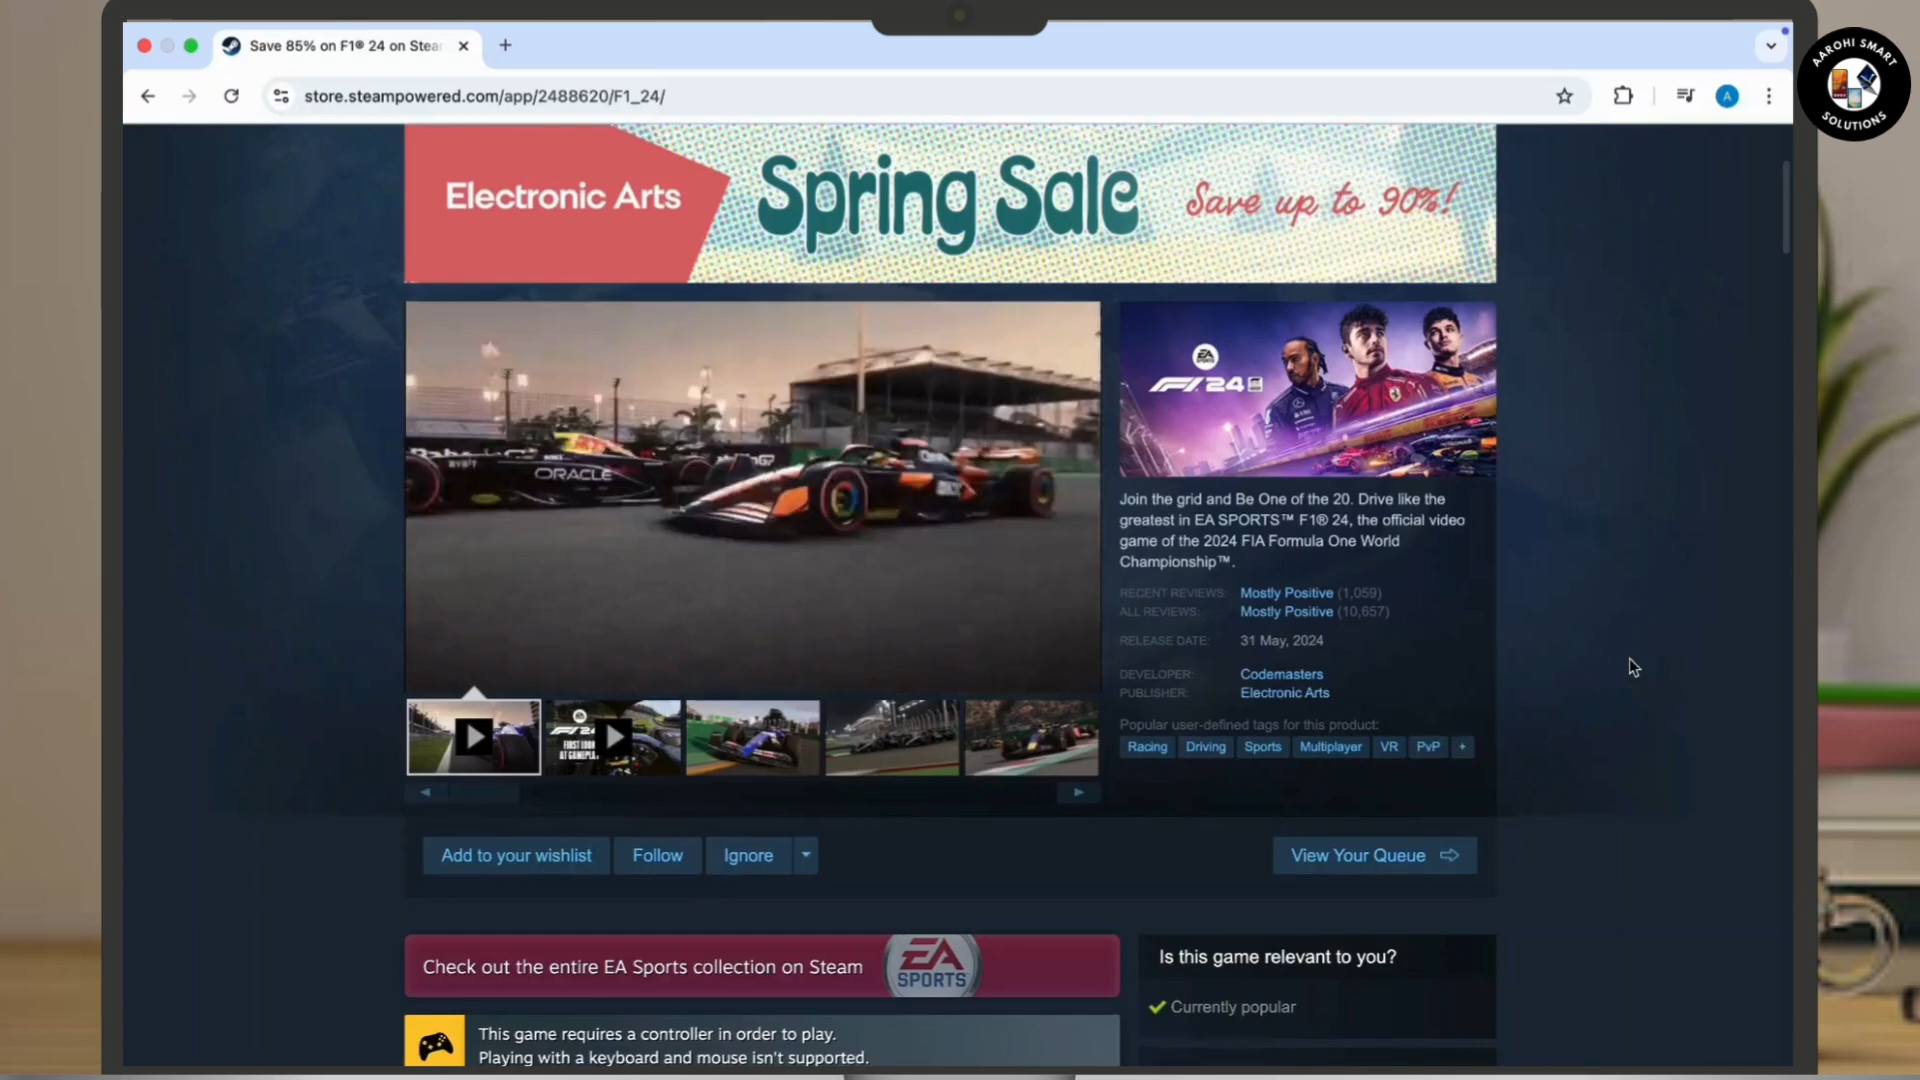 Save 85% on F1® 24 on Stea
store.steampowered.com/app/2488620/F1_24/
A
AAROHI SMART
SOLUTIONS
Electronic Arts
Spring Sale
Save up to 90%!
ORACLE
EA
SPORTS
F1 24
Join the grid and Be One of the 20. Drive like the
greatest in EA SPORTS™ F1® 24, the official video
game of the 2024 FIA Formula One World
Championship™.
RECENT REVIEWS: Mostly Positive (1,059)
ALL REVIEWS: Mostly Positive (10,657)
RELEASE DATE: 31 May, 2024
DEVELOPER: Codemasters
PUBLISHER: Electronic Arts
Popular user-defined tags for this product:
Racing Driving Sports Multiplayer VR PvP +
FIRST LOOK
AT GAMEPLA
Add to your wishlist
Follow
Ignore
View Your Queue
Check out the entire EA Sports collection on Steam
EA
SPORTS
Is this game relevant to you?
Currently popular
This game requires a controller in order to play.
Playing with a keyboard and mouse isn't supported.